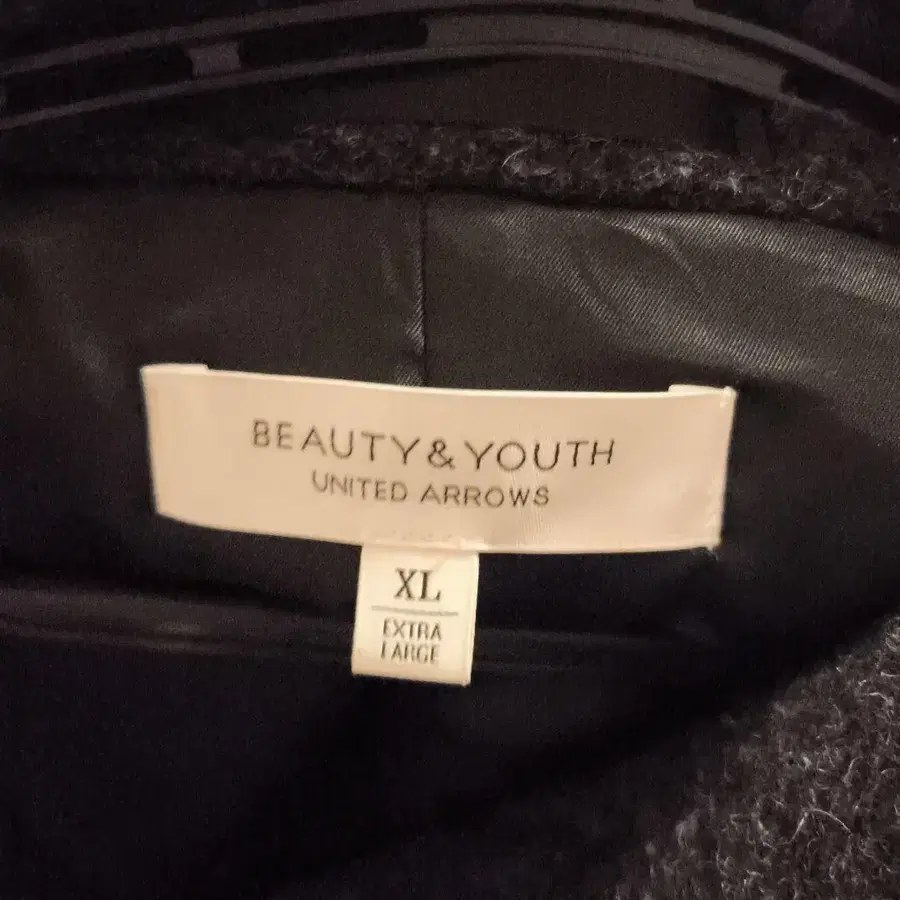 BEAUTY&YOUTH
UNITED ARROWS
XL
EXTRA
LARGE